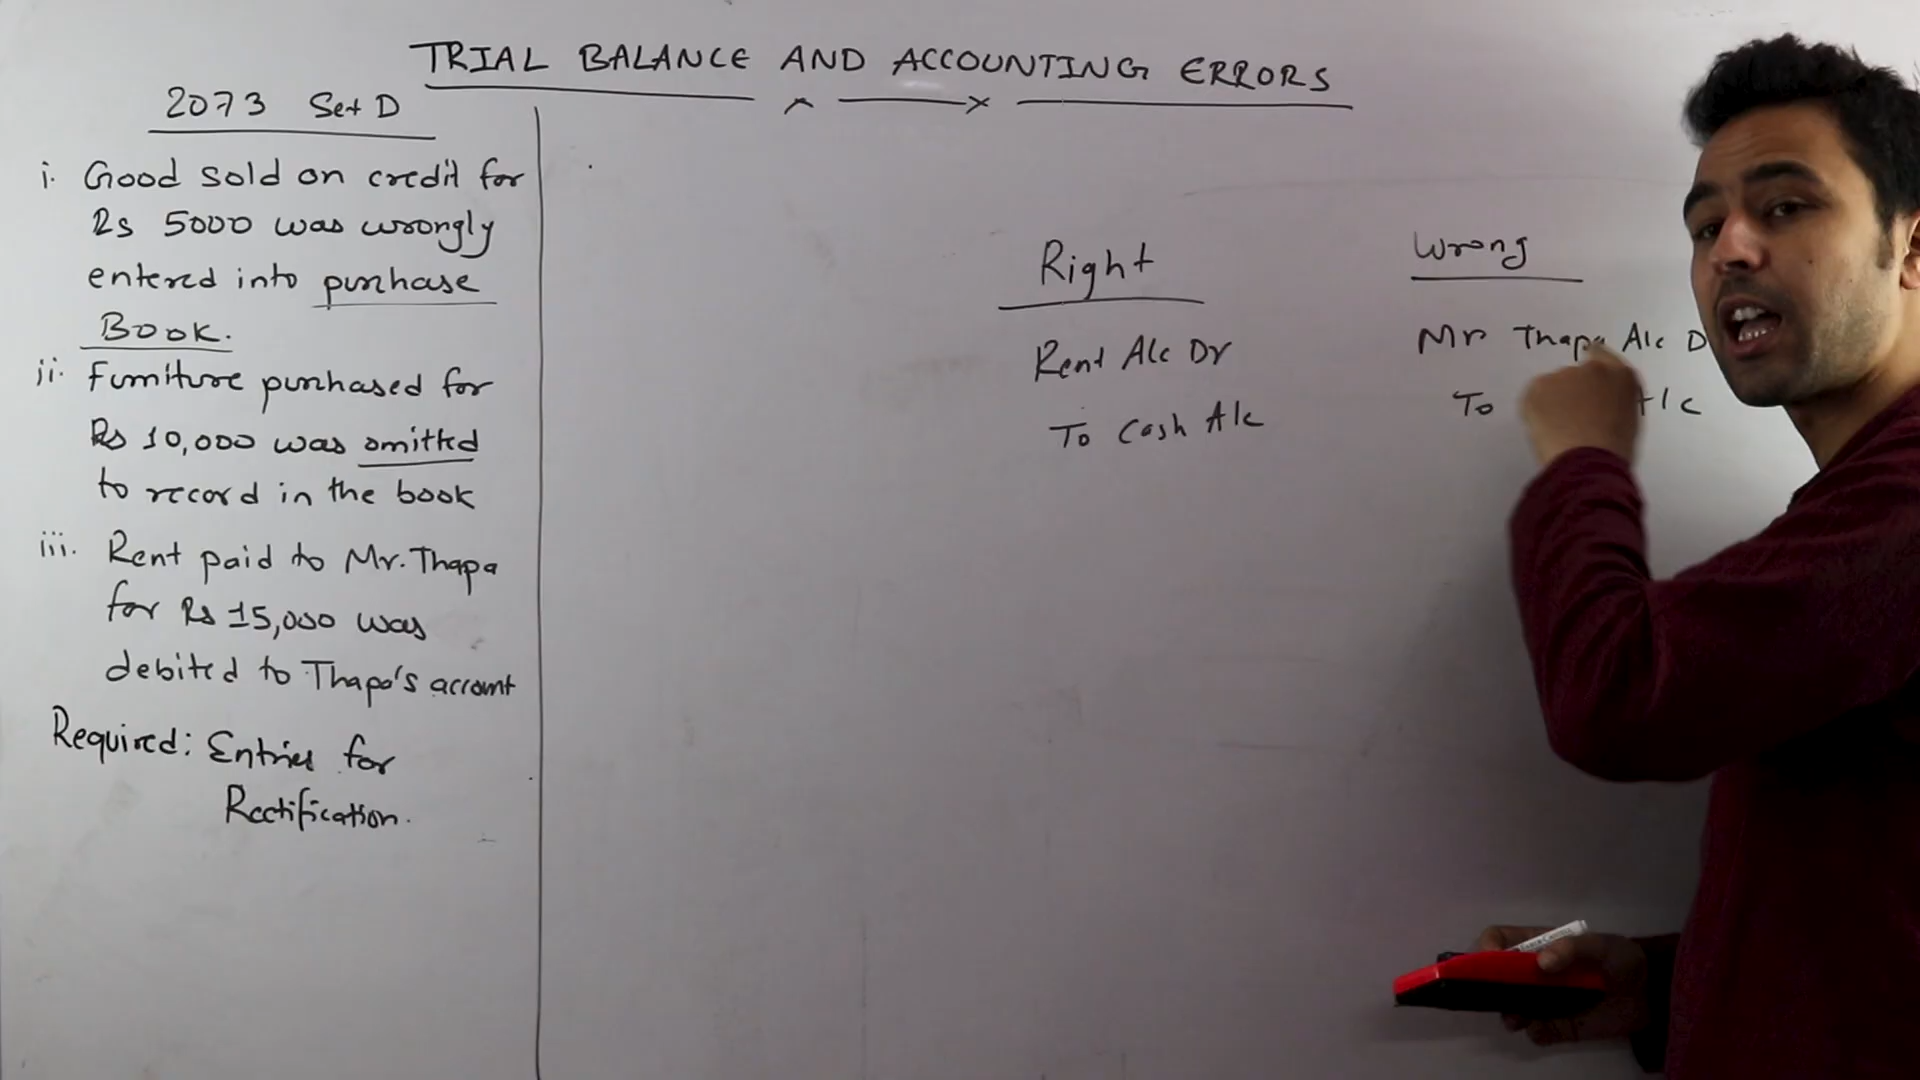 TRIAL BALANCE AND ACCOUNTING ERRORS
2073 Set D
i. Good sold on credit for
Rs 5000 was wrongly
entered into purchase
Book.
ii. Furniture purchased for
Rs 10,000 was omitted
to record in the book
iii. Rent paid to Mr. Thapa
for Rs 15,000 was
debited to Thapa's account
Required: Entries for
Rectification.
Right
Rent A/c Dr
To Cash A/c
Wrong
Mr Thapa A/c D
To A/c